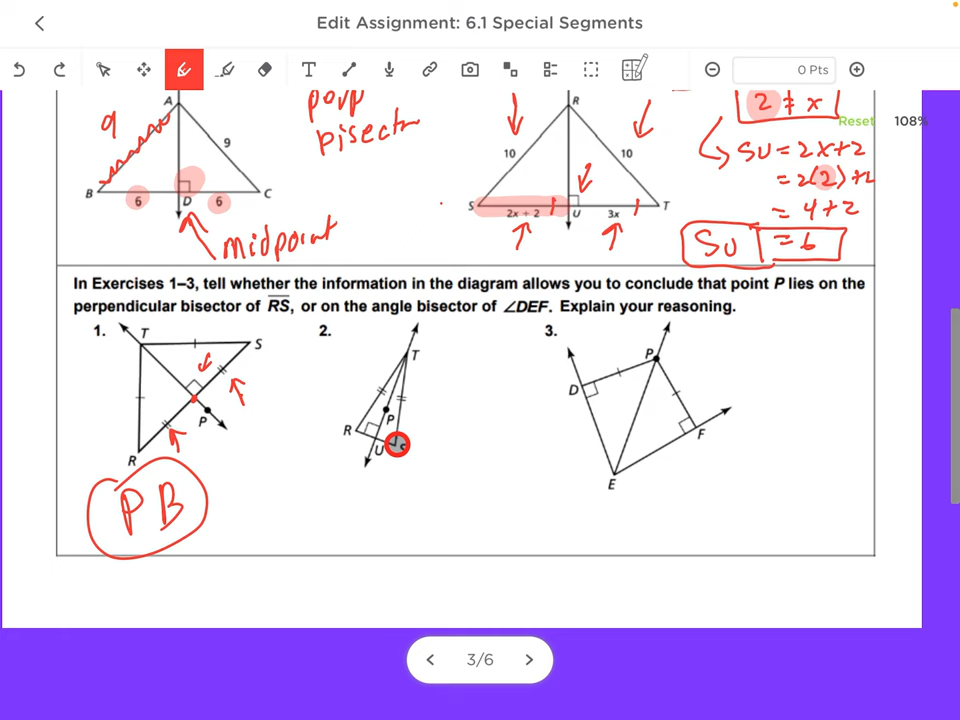 Edit Assignment: 6.1 Special Segments
T
0 Pts
Reset
108%
A
9
9
B
6
D
6
C
perp
bisector
midpoint
R
10
10
S
2x + 2
U
3x
T
2 = x
SU = 2x+2
= 2(2)+2
= 4+2
SU = 6
In Exercises 1–3, tell whether the information in the diagram allows you to conclude that point P lies on the
perpendicular bisector of RS, or on the angle bisector of ∠DEF. Explain your reasoning.
1.
T
S
P
R
PB
2.
T
P
R
U
3.
P
D
F
E
3/6